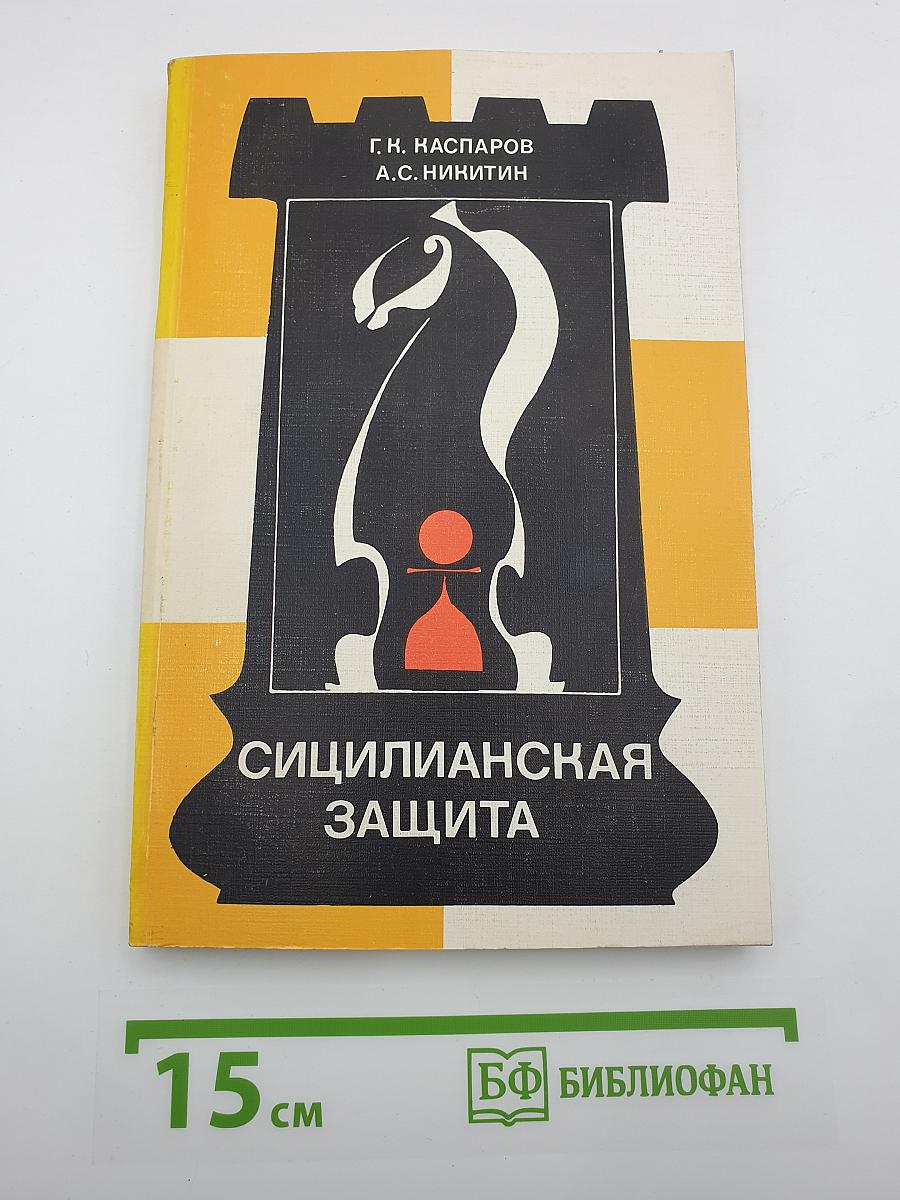 Г. К. КАСПАРОВ
А. С. НИКИТИН
СИЦИЛИАНСКАЯ
ЗАЩИТА
15 см
БФ БИБЛИОФАН